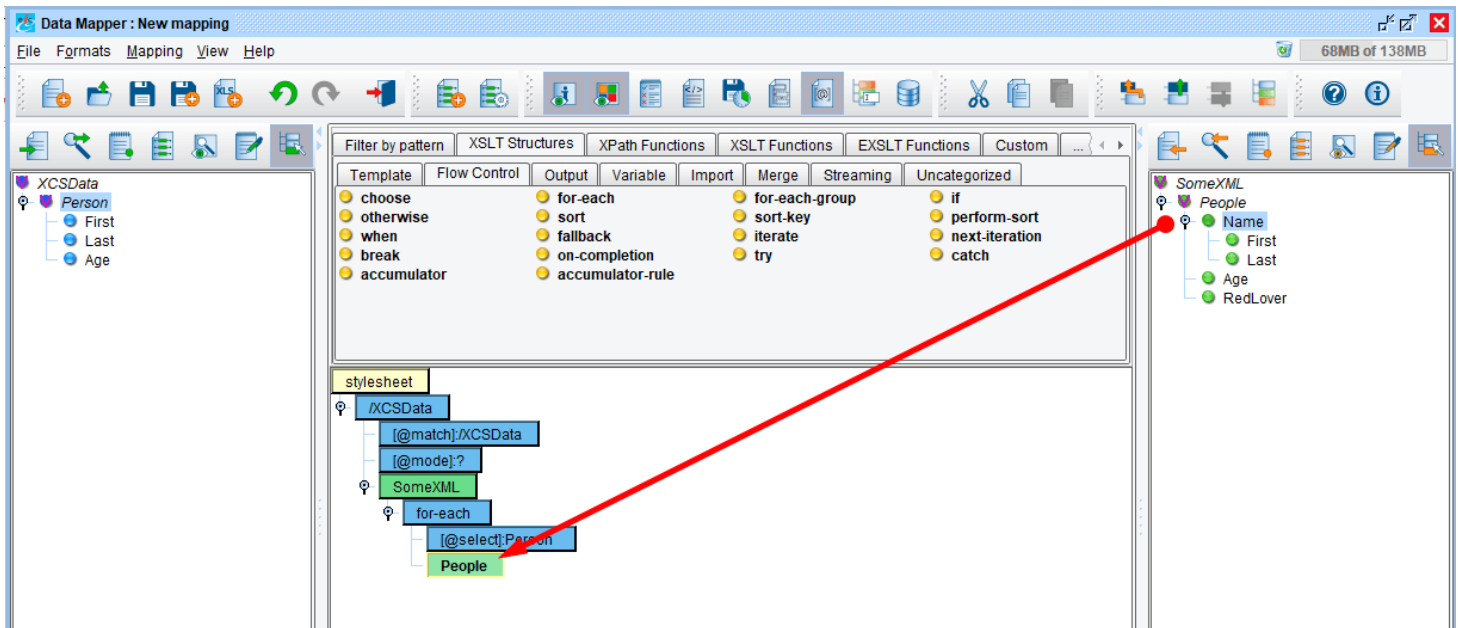 Data Mapper : New mapping
File Formats Mapping View Help
68MB of 138MB
XLS
Filter by pattern XSLT Structures XPath Functions XSLT Functions EXSLT Functions Custom ...
Template Flow Control Output Variable Import Merge Streaming Uncategorized
choose for-each for-each-group if
otherwise sort sort-key perform-sort
when fallback iterate next-iteration
break on-completion try catch
accumulator accumulator-rule
XCSData
Person
First
Last
Age
stylesheet
/XCSData
[@match]:/XCSData
[@mode]:?
SomeXML
for-each
[@select]:Person
People
SomeXML
People
Name
First
Last
Age
RedLover